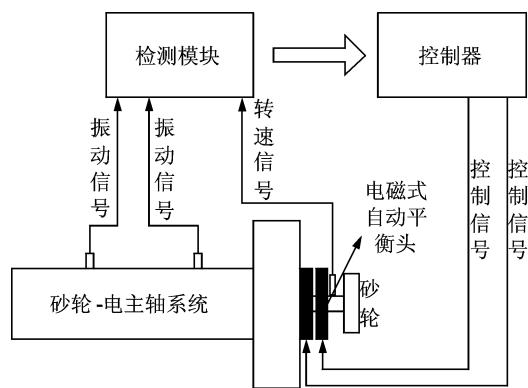 检测模块
控制器
振动信号
振动信号
转速信号
控制信号
控制信号
电磁式
自动平
衡头
砂轮-电主轴系统
砂轮